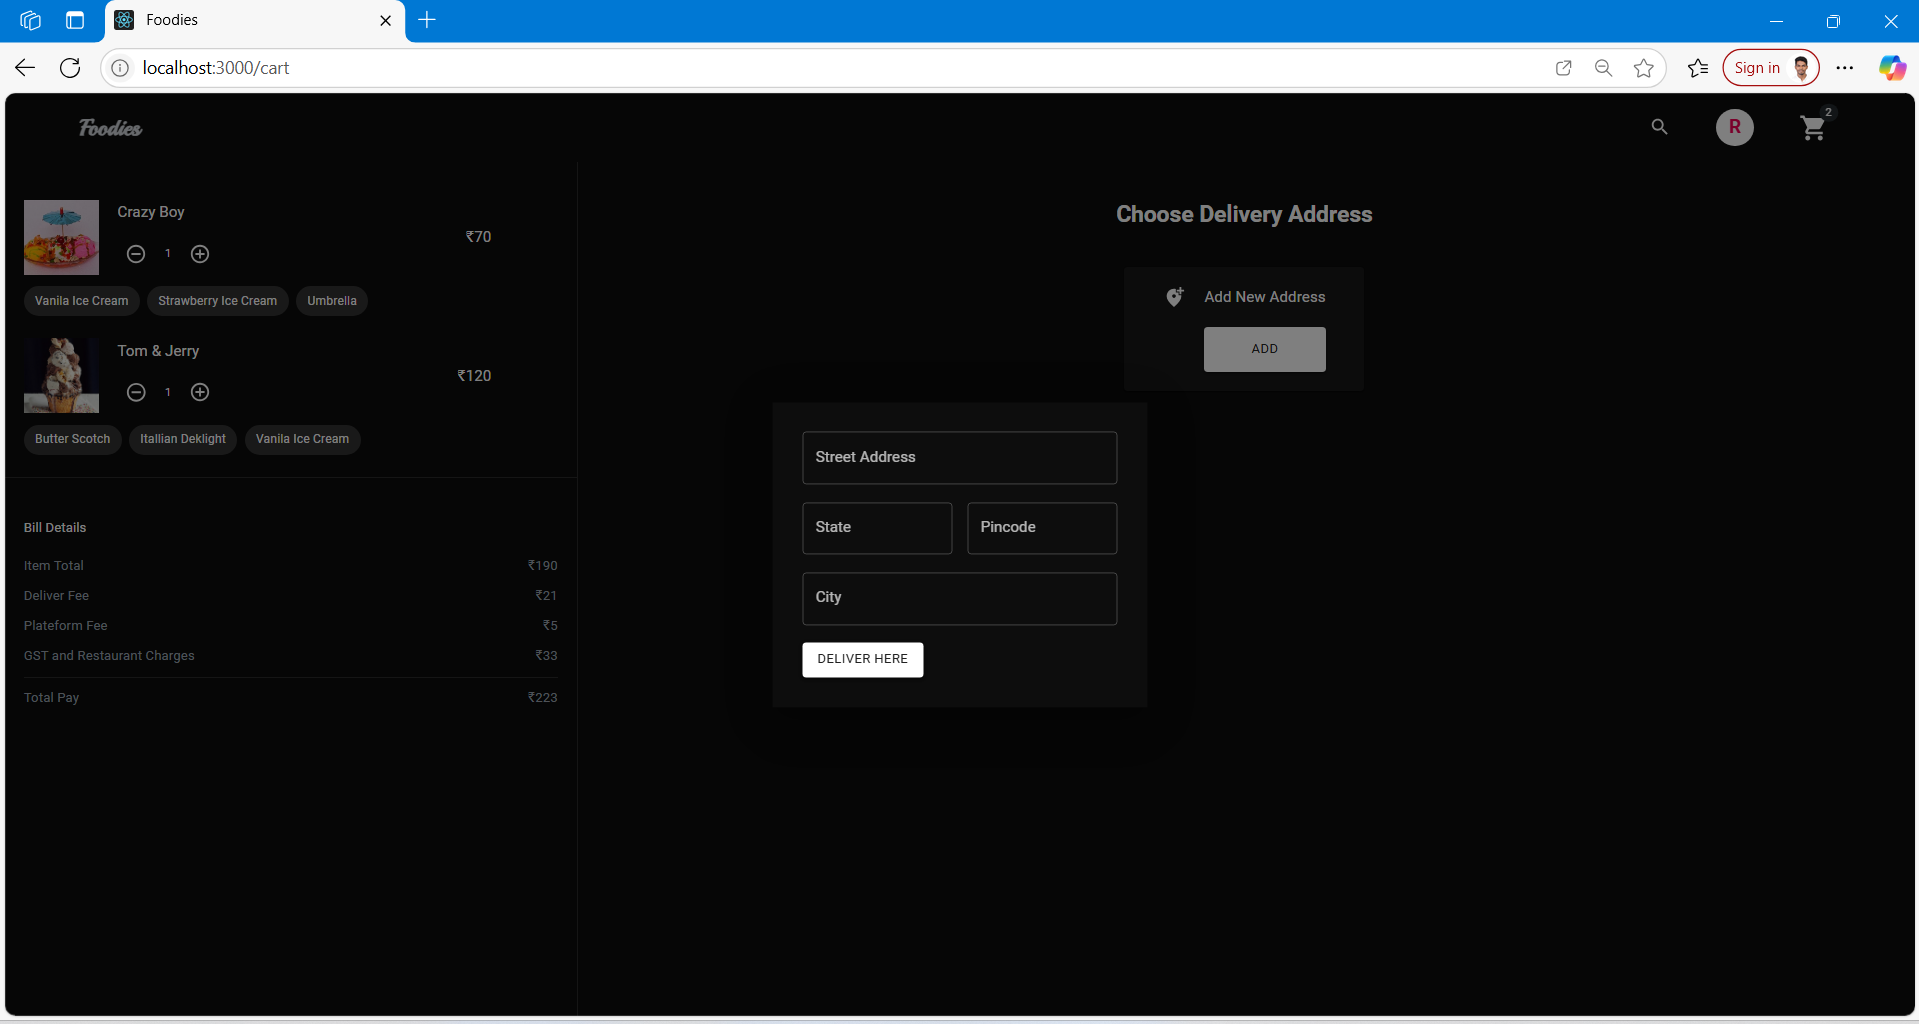 Foodies
localhost:3000/cart
Sign in
Foodies
R
2
Crazy Boy
1
₹70
Vanila Ice Cream
Strawberry Ice Cream
Umbrella
Tom & Jerry
1
₹120
Butter Scotch
Itallian Deklight
Vanila Ice Cream
Bill Details
Item Total ₹190
Deliver Fee ₹21
Plateform Fee ₹5
GST and Restaurant Charges ₹33
Total Pay ₹223
Choose Delivery Address
Add New Address
ADD
Street Address
State
Pincode
City
DELIVER HERE